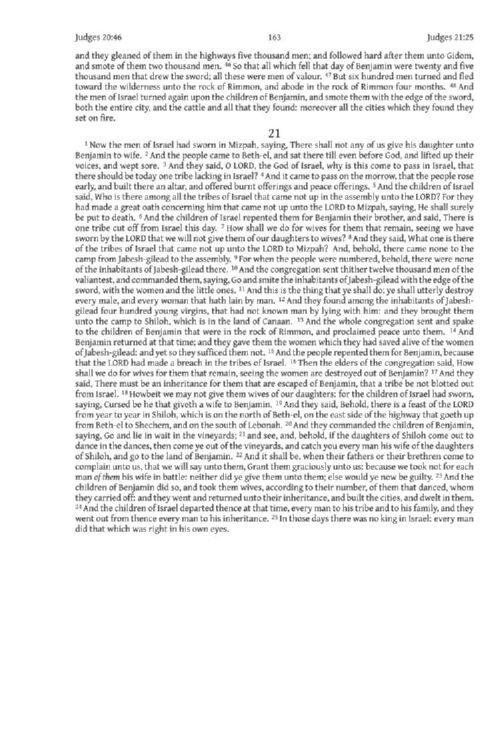 Judges 20:46 163 Judges 21:25
and they gleaned of them in the highways five thousand men; and followed hard after them unto Gidom,
and smote of them two thousand men. 46 So that all which fell that day of Benjamin were twenty and five
thousand men that drew the sword; all these were men of valour. 47 But six hundred men turned and fled
toward the wilderness unto the rock of Rimmon, and abode in the rock of Rimmon four months. 48 And
the men of Israel turned again upon the children of Benjamin, and smote them with the edge of the sword,
both the entire city, and the cattle and all that they found: moreover all the cities which they found they
set on fire.
21
1 Now the men of Israel had sworn in Mizpah, saying, There shall not any of us give his daughter unto
Benjamin to wife. 2 And the people came to Beth-el, and sat there till even before God, and lifted up their
voices, and wept sore. 3 And they said, O LORD, the God of Israel, why is this come to pass in Israel, that
there should be today one tribe lacking in Israel? 4 And it came to pass on the morrow, that the people rose
early, and built there an altar, and offered burnt offerings and peace offerings. 5 And the children of Israel
said, Who is there among all the tribes of Israel that came not up in the assembly unto the LORD? For they
had made a great oath concerning him that came not up unto the LORD to Mizpah, saying, He shall surely
be put to death. 6 And the children of Israel repented them for Benjamin their brother, and said, There is
one tribe cut off from Israel this day. 7 How shall we do for wives for them that remain, seeing we have
sworn by the LORD that we will not give them of our daughters to wives? 8 And they said, What one is there
of the tribes of Israel that came not up unto the LORD to Mizpah? And, behold, there came none to the
camp from Jabesh-gilead to the assembly. 9 For when the people were numbered, behold, there were none
of the inhabitants of Jabesh-gilead there. 10 And the congregation sent thither twelve thousand men of the
valiantest, and commanded them, saying, Go and smite the inhabitants of Jabesh-gilead with the edge of the
sword, with the women and the little ones. 11 And this is the thing that ye shall do; ye shall utterly destroy
every male, and every woman that hath lain by man. 12 And they found among the inhabitants of Jabesh-
gilead four hundred young virgins, that had not known man by lying with him: and they brought them
unto the camp to Shiloh, which is in the land of Canaan. 13 And the whole congregation sent and spake
to the children of Benjamin that were in the rock of Rimmon, and proclaimed peace unto them. 14 And
Benjamin returned at that time; and they gave them the women which they had saved alive of the women
of Jabesh-gilead: and yet so they sufficed them not. 15 And the people repented them for Benjamin, because
that the LORD had made a breach in the tribes of Israel. 16 Then the elders of the congregation said, How
shall we do for wives for them that remain, seeing the women are destroyed out of Benjamin? 17 And they
said, There must be an inheritance for them that are escaped of Benjamin, that a tribe be not blotted out
from Israel. 18 Howbeit we may not give them wives of our daughters: for the children of Israel had sworn,
saying, Cursed be he that giveth a wife to Benjamin. 19 And they said, Behold, there is a feast of the LORD
from year to year in Shiloh, which is on the north of Beth-el, on the east side of the highway that goeth up
from Beth-el to Shechem, and on the south of Lebonah. 20 And they commanded the children of Benjamin,
saying, Go and lie in wait in the vineyards; 21 and see, and, behold, if the daughters of Shiloh come out to
dance in the dances, then come ye out of the vineyards, and catch you every man his wife of the daughters
of Shiloh, and go to the land of Benjamin. 22 And it shall be, when their fathers or their brethren come to
complain unto us, that we will say unto them, Grant them graciously unto us: because we took not for each
man of them his wife in battle: neither did ye give them unto them; else would ye now be guilty. 23 And the
children of Benjamin did so, and took them wives, according to their number, of them that danced, whom
they carried off: and they went and returned unto their inheritance, and built the cities, and dwelt in them.
24 And the children of Israel departed thence at that time, every man to his tribe and to his family, and they
went out from thence every man to his inheritance. 25 In those days there was no king in Israel: every man
did that which was right in his own eyes.